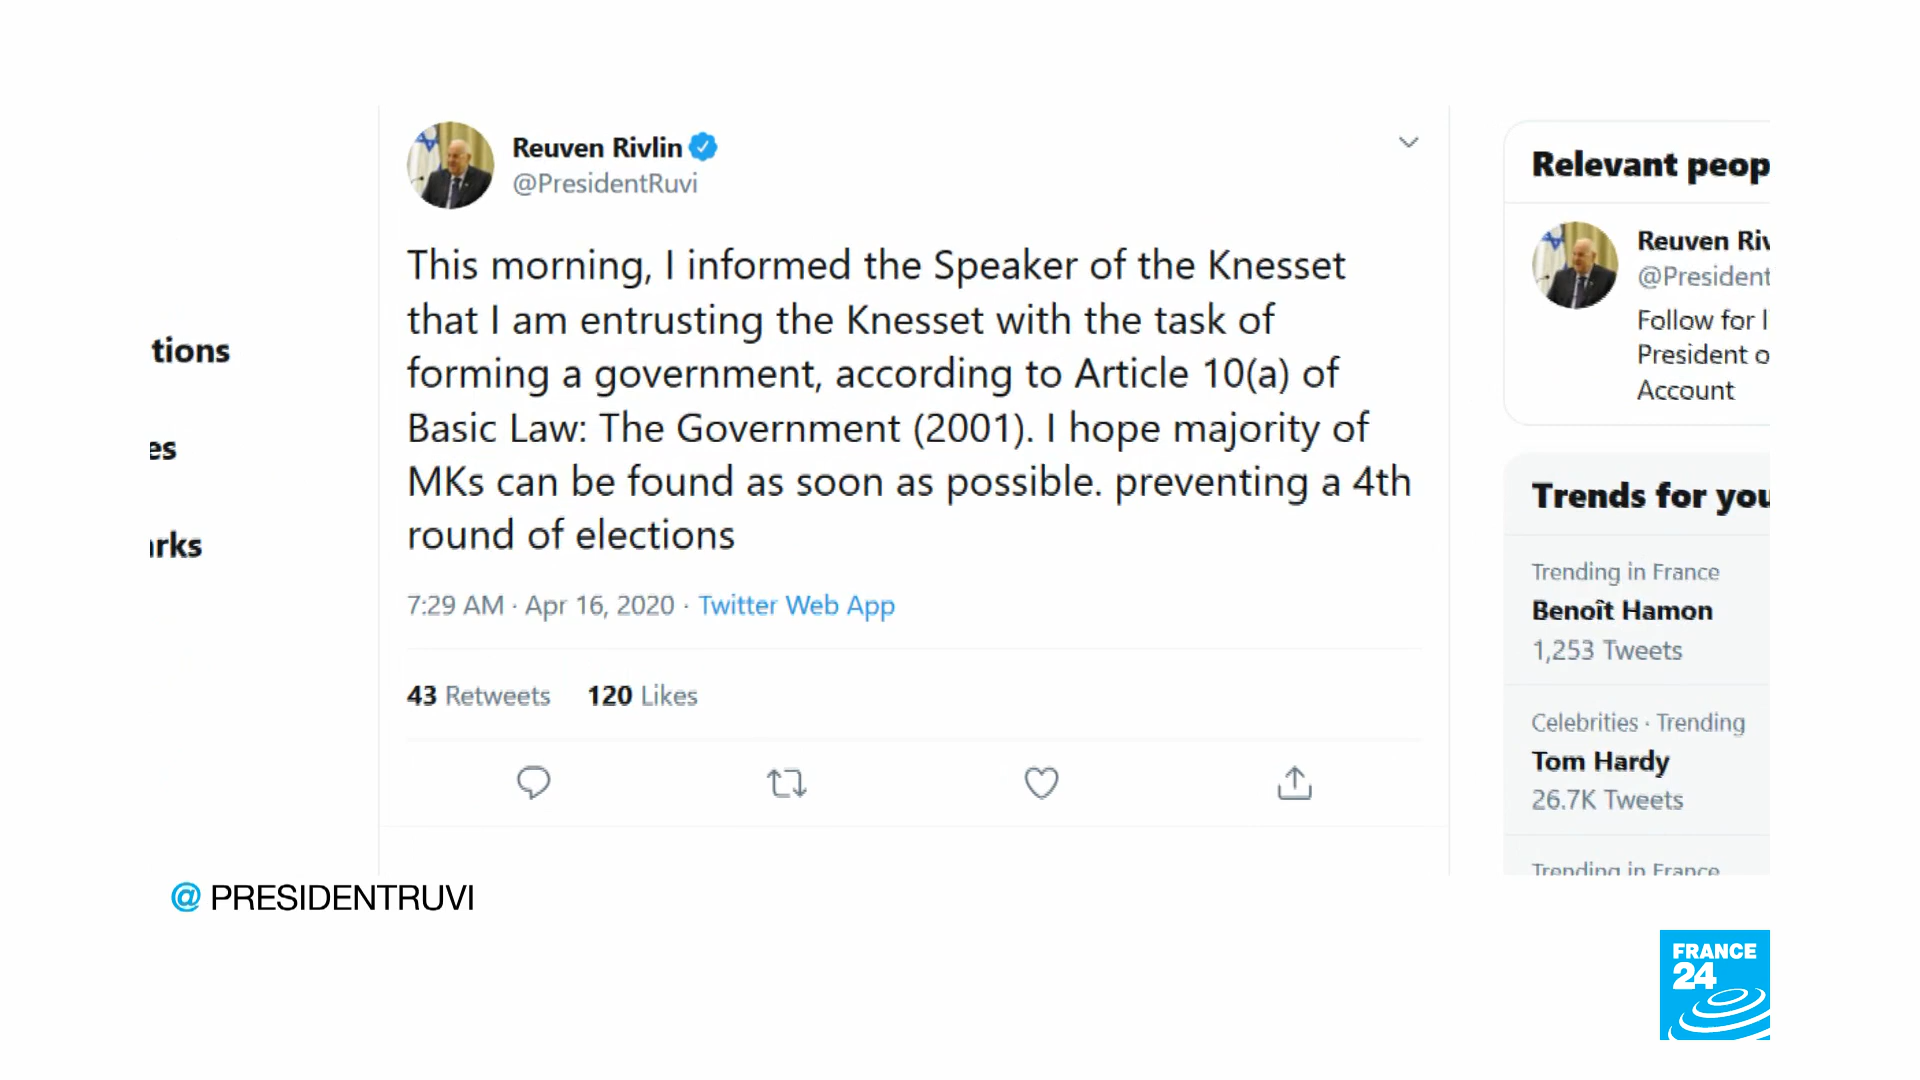 Reuven Rivlin
@PresidentRuvi
This morning, I informed the Speaker of the Knesset
that I am entrusting the Knesset with the task of
forming a government, according to Article 10(a) of
Basic Law: The Government (2001). I hope majority of
MKs can be found as soon as possible. preventing a 4th
round of elections
7:29 AM · Apr 16, 2020 · Twitter Web App
43 Retweets 120 Likes
tions
es
arks
Relevant peop
Reuven Riv
@President
Follow for l
President o
Account
Trends for you
Trending in France
Benoît Hamon
1,253 Tweets
Celebrities · Trending
Tom Hardy
26.7K Tweets
Trending in France
@ PRESIDENTRUVI
FRANCE
24